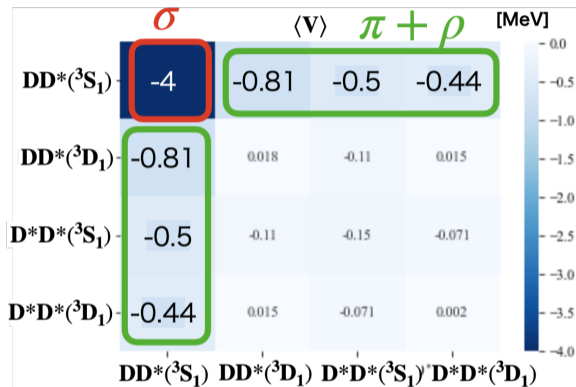 σ ⟨V⟩ π + ρ [MeV]
DD*(³S₁) -4 -0.81 -0.5 -0.44
DD*(³D₁) -0.81 0.018 -0.11 0.015
D*D*(³S₁) -0.5 -0.11 -0.15 -0.071
D*D*(³D₁) -0.44 0.015 -0.071 0.002
DD*(³S₁) DD*(³D₁) D*D*(³S₁) D*D*(³D₁)
0.0
-0.5
-1.0
-1.5
-2.0
-2.5
-3.0
-3.5
-4.0